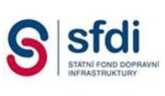 sfdi
STÁTNÍ FOND DOPRAVNÍ
INFRASTRUKTURY